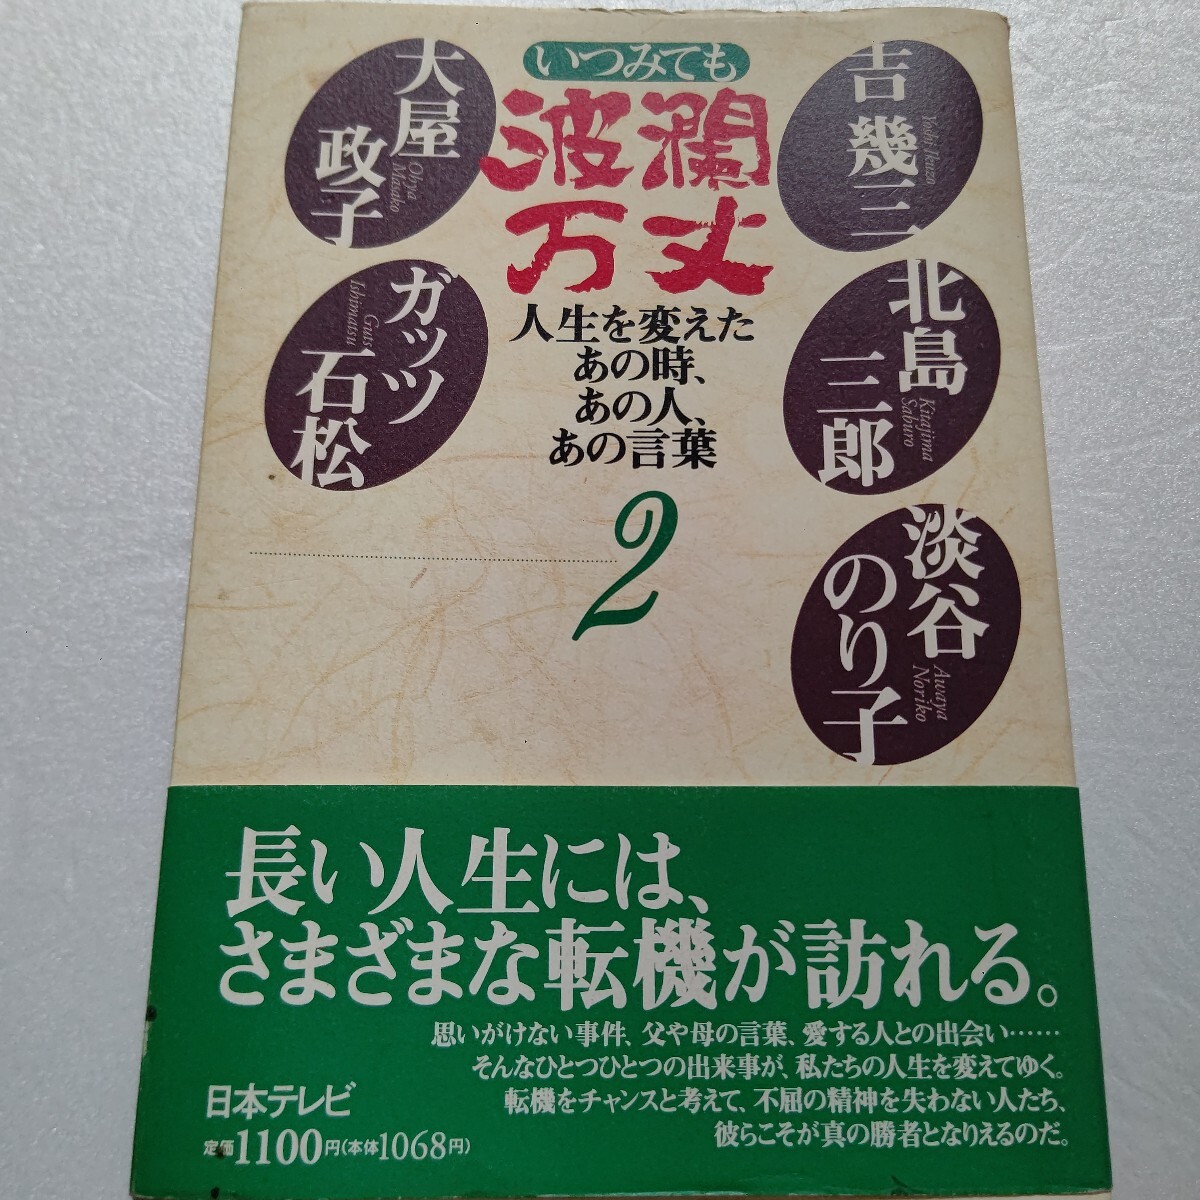 いつみても
波瀾
万丈
人生を変えた
あの時、
あの人、
あの言葉
2
吉 幾三
Yoshi Ikuzo
北島
三郎
Kitajima
Saburo
淡谷
のり子
Awaya
Noriko
大屋
政子
Ohya
Masako
ガッツ
石松
Guts
Ishimatsu
長い人生には、
さまざまな転機が訪れる。
思いがけない事件、父や母の言葉、愛する人との出会い……
そんなひとつひとつの出来事が、私たちの人生を変えてゆく。
転機をチャンスと考えて、不屈の精神を失わない人たち、
彼らこそが真の勝者となりえるのだ。
日本テレビ
定価1100円(本体1068円)